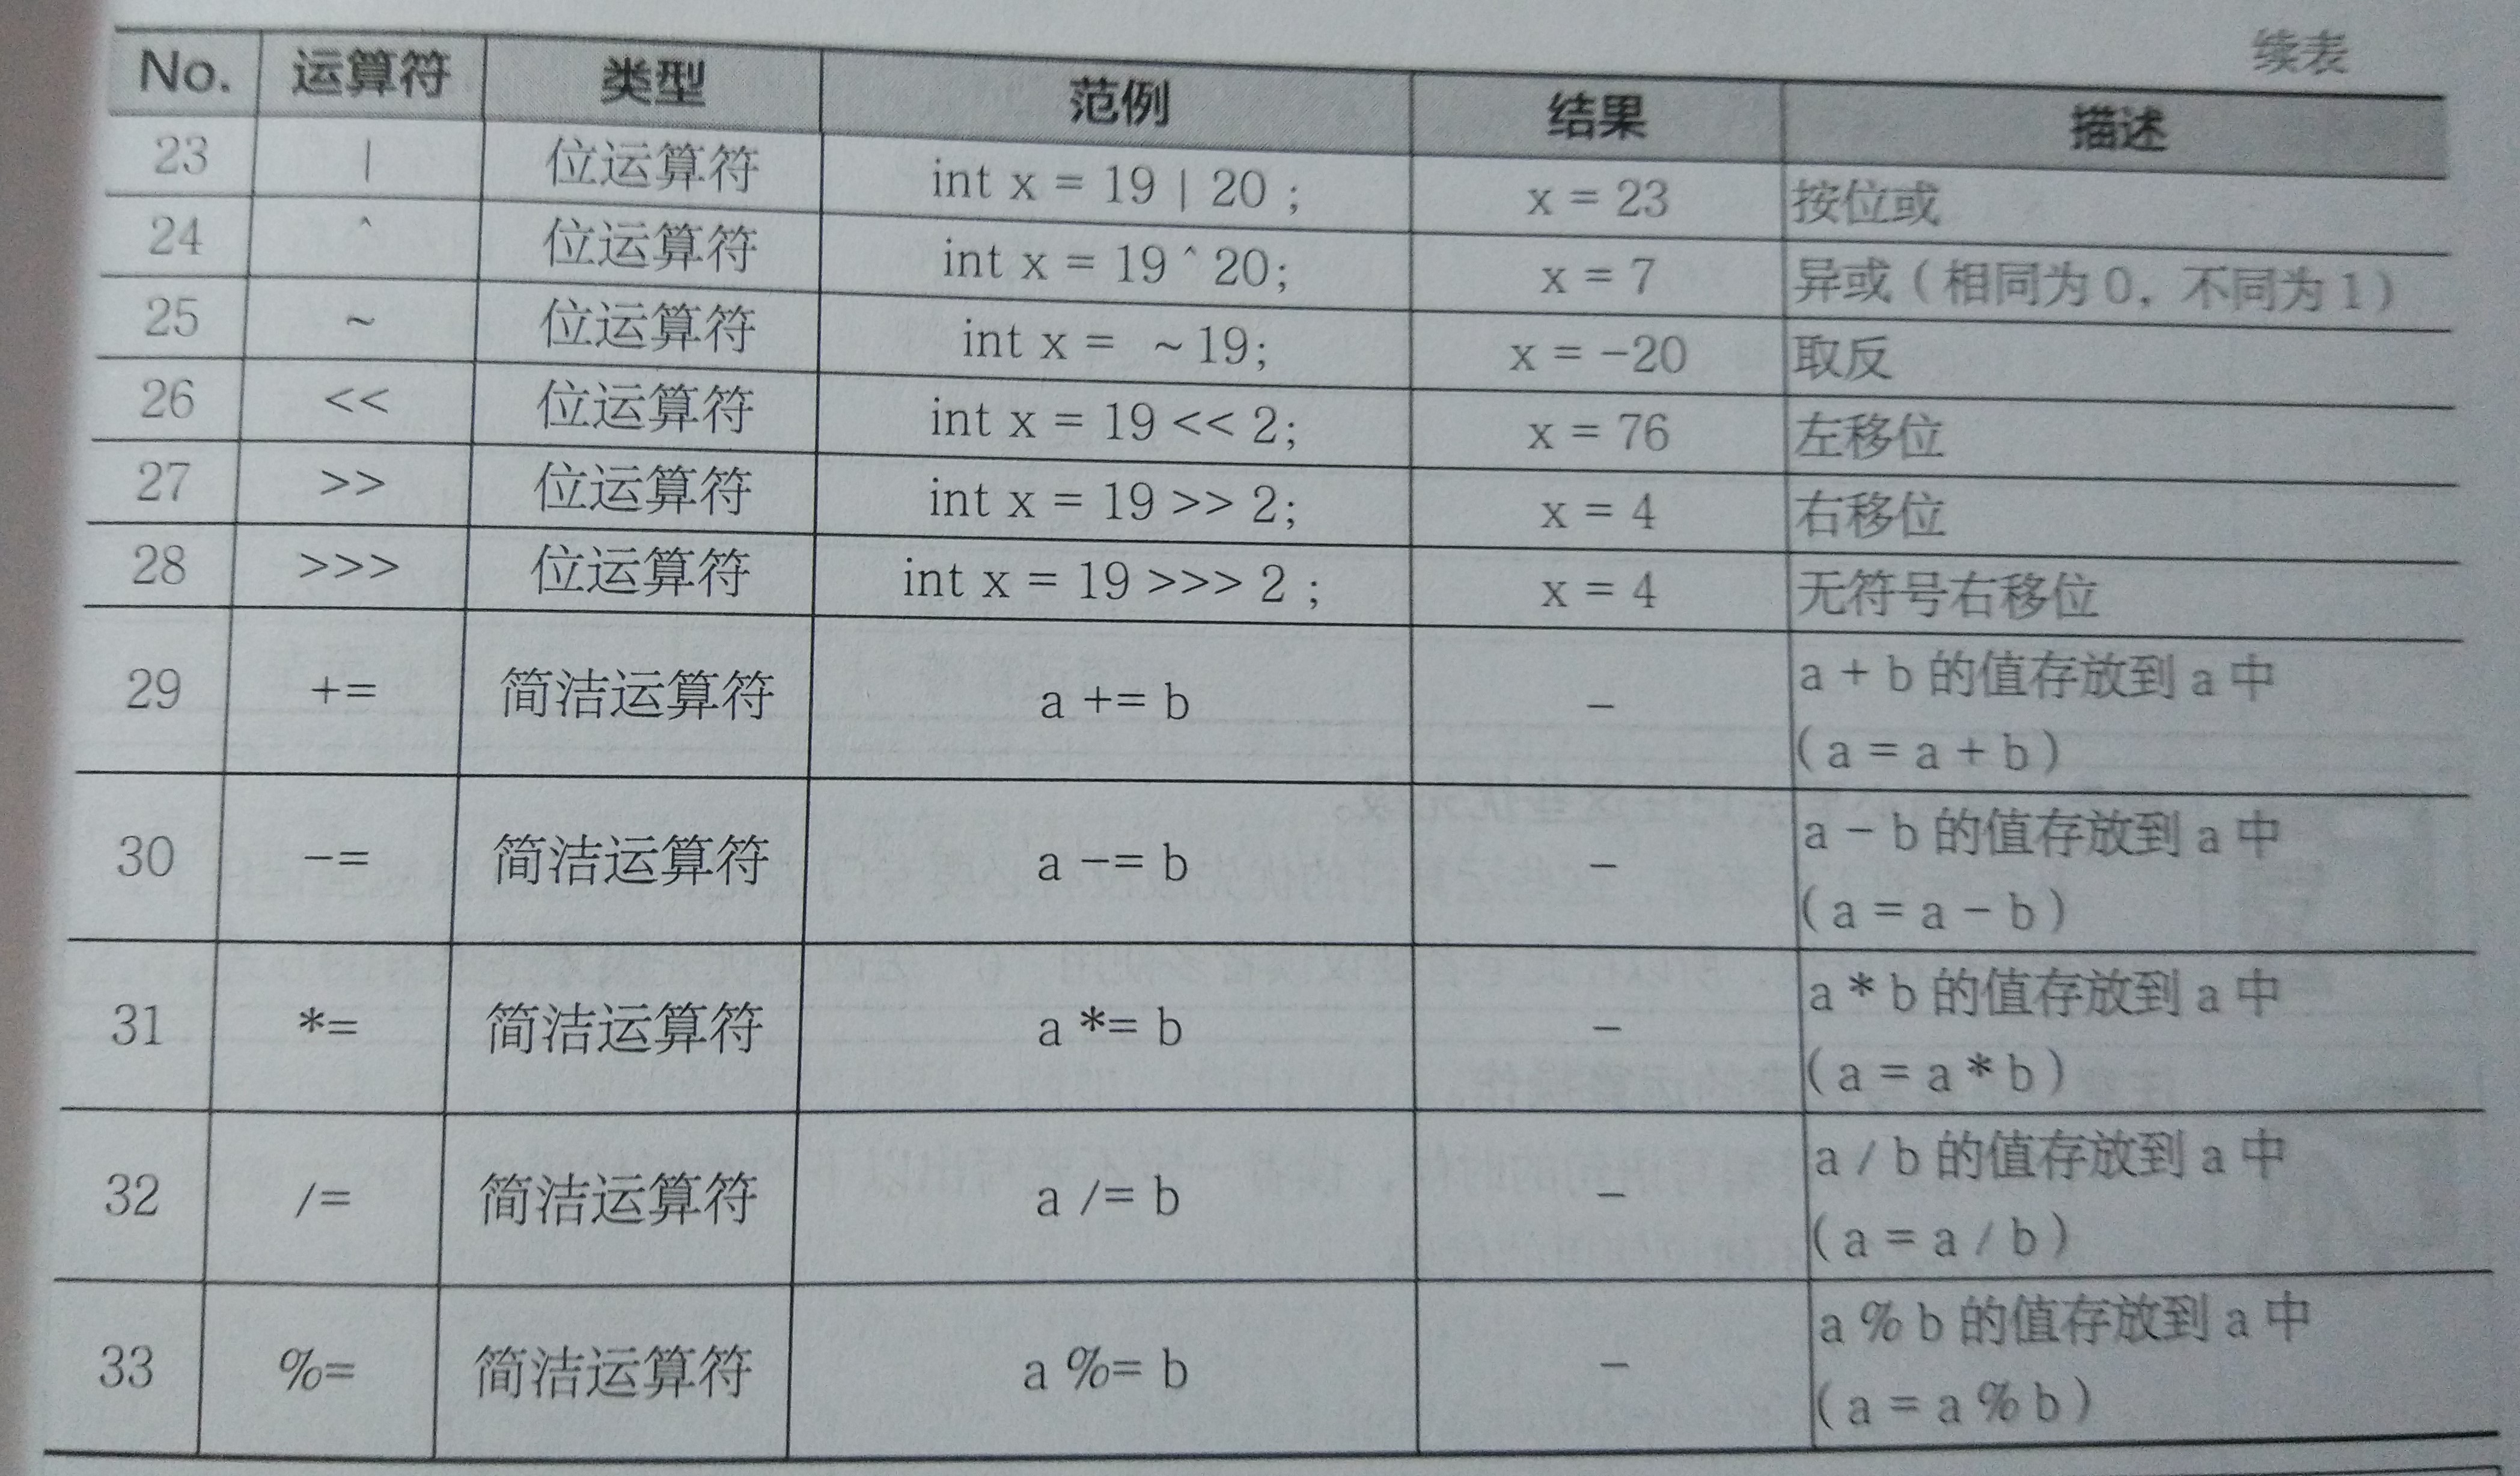 续表
No. 运算符 类型 范例 结果 描述
23 | 位运算符 int x = 19 | 20 ; x = 23 按位或
24 ^ 位运算符 int x = 19 ^ 20; x = 7 异或（相同为 0，不同为 1）
25 ~ 位运算符 int x = ~ 19; x = -20 取反
26 << 位运算符 int x = 19 << 2; x = 76 左移位
27 >> 位运算符 int x = 19 >> 2; x = 4 右移位
28 >>> 位运算符 int x = 19 >>> 2 ; x = 4 无符号右移位
29 += 简洁运算符 a += b – a + b 的值存放到 a 中
（a = a + b）
30 -= 简洁运算符 a -= b – a - b 的值存放到 a 中
（a = a - b）
31 *= 简洁运算符 a *= b – a * b 的值存放到 a 中
（a = a * b）
32 /= 简洁运算符 a /= b – a / b 的值存放到 a 中
（a = a / b）
33 %= 简洁运算符 a %= b – a % b 的值存放到 a 中
（a = a % b）